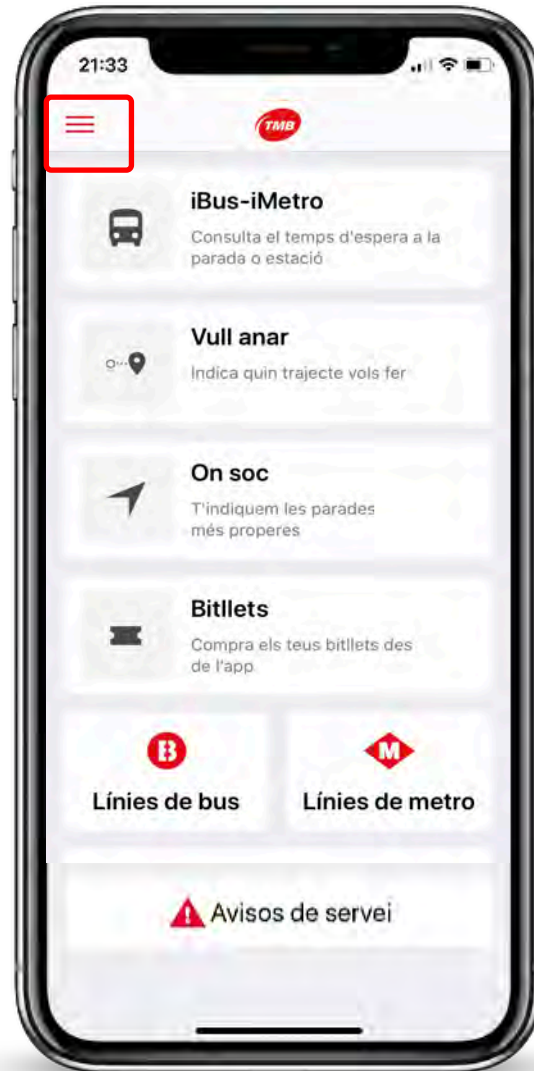 21:33
TMB
iBus-iMetro
Consulta el temps d'espera a la
parada o estació
Vull anar
Indica quin trajecte vols fer
On soc
T'indiquem les parades
més properes
Bitllets
Compra els teus bitllets des
de l'app
B
M
Línies de bus
Línies de metro
Avisos de servei